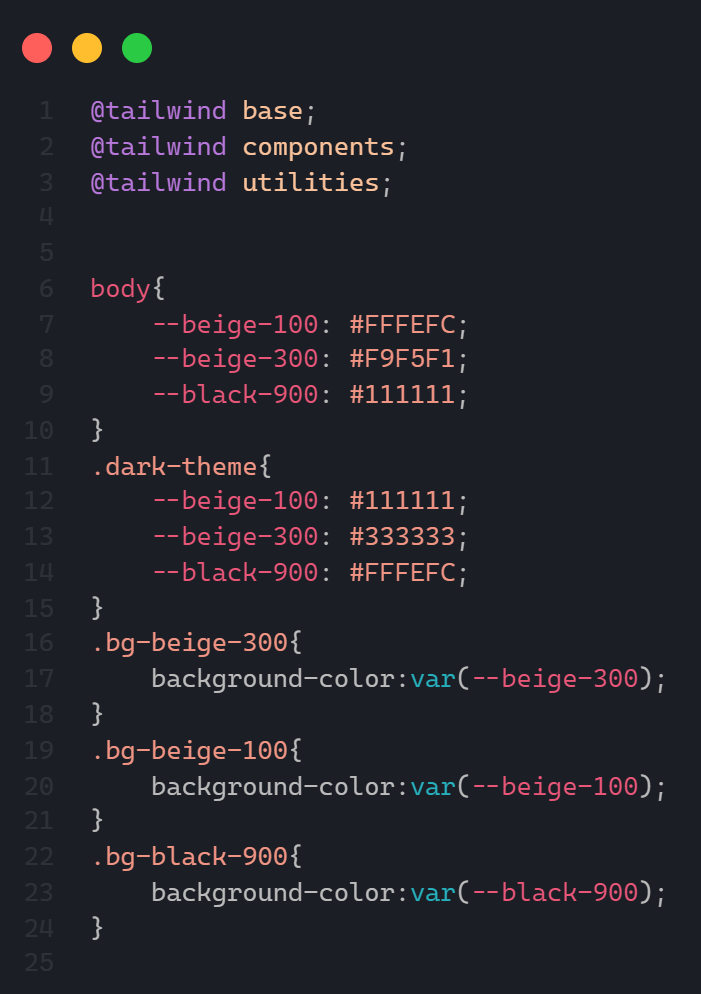 1 @tailwind base;
2 @tailwind components;
3 @tailwind utilities;
4
5
6 body{
7     --beige-100: #FFFEFC;
8     --beige-300: #F9F5F1;
9     --black-900: #111111;
10 }
11 .dark-theme{
12     --beige-100: #111111;
13     --beige-300: #333333;
14     --black-900: #FFFEFC;
15 }
16 .bg-beige-300{
17     background-color:var(--beige-300);
18 }
19 .bg-beige-100{
20     background-color:var(--beige-100);
21 }
22 .bg-black-900{
23     background-color:var(--black-900);
24 }
25